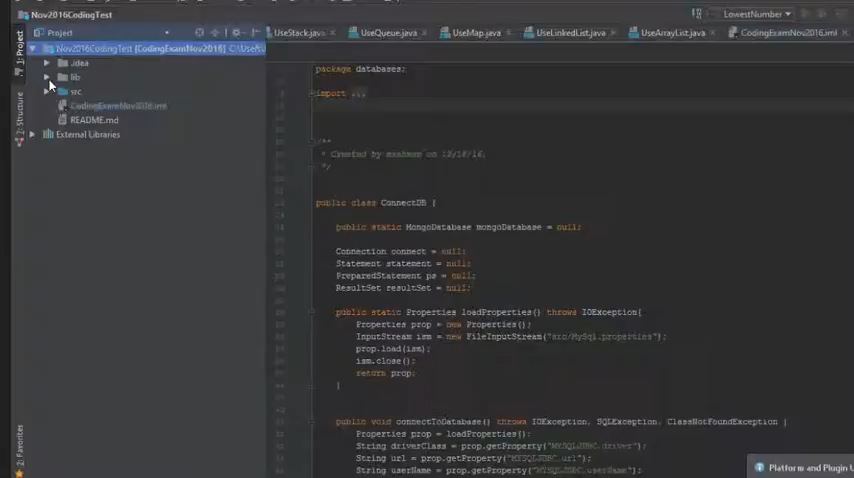 Nov2016CodingTest
LowestNumber
1: Project
Project
UseStack.java
UseQueue.java
UseMap.java
UseLinkedList.java
UseArrayList.java
CodingExamNov2016.iml
Nov2016CodingTest [CodingExamNov2016]
.idea
lib
src
CodingExamNov2016.iml
README.md
External Libraries
2: Structure
2: Favorites
package databases;
import ...
/**
* Created by mrahman on 12/18/16.
*/
public class ConnectDB {
public static MongoDatabase mongoDatabase = null;
Connection connect = null;
Statement statement = null;
PreparedStatement ps = null;
ResultSet resultSet = null;
public static Properties loadProperties() throws IOException{
Properties prop = new Properties();
InputStream ism = new FileInputStream("src/MySql.properties");
prop.load(ism);
ism.close();
return prop;
}
public void connectToDatabase() throws IOException, SQLException, ClassNotFoundException {
Properties prop = loadProperties();
String driverClass = prop.getProperty("MYSQLJDBC.driver");
String url = prop.getProperty("MYSQLJDBC.url");
String userName = prop.getProperty("MYSQLJDBC.userName");
Platform and Plugin U